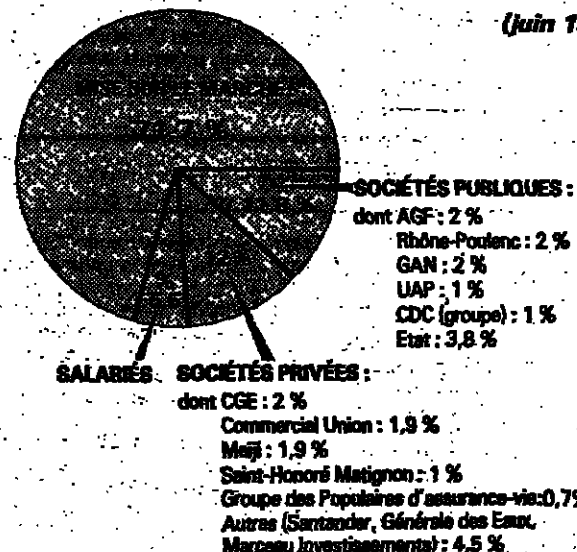 (juin 1
SOCIÉTÉS PUBLIQUES :
dont AGF : 2 %
Rhône-Poulenc : 2 %
GAN : 2 %
UAP : 1 %
CDC (groupe) : 1 %
Etat : 3,8 %
SALARIÉS
SOCIÉTÉS PRIVÉES :
dont CGE : 2 %
Commercial Union : 1,9 %
Meiji : 1,9 %
Saint-Honoré Matignon : 1 %
Groupe des Populaires d'assurance-vie:0,7%
Autres (Santander, Générale des Eaux,
Marceau Investissements) : 4,5 %